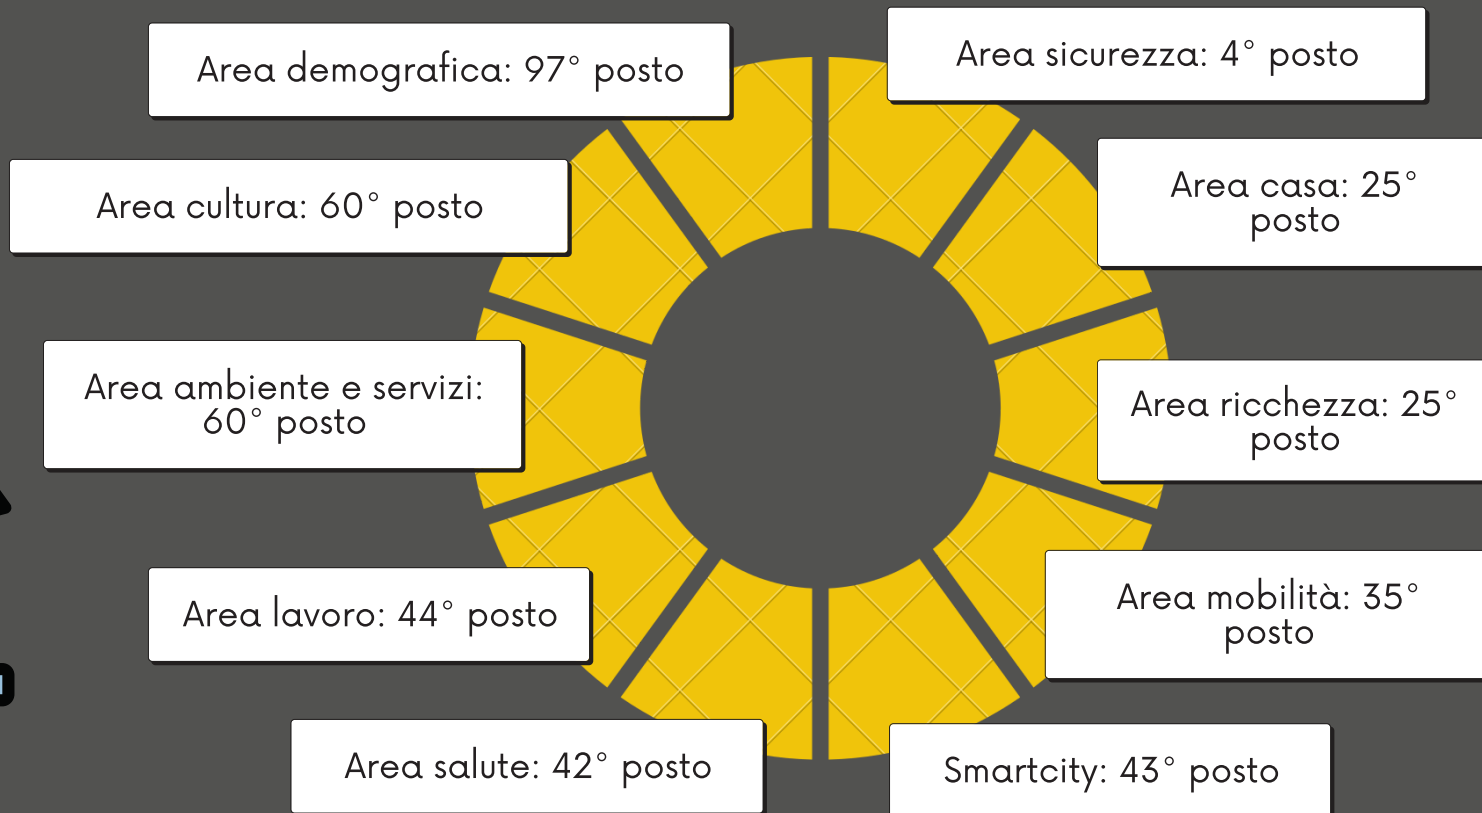 Area demografica: 97° posto
Area sicurezza: 4° posto
Area cultura: 60° posto
Area casa: 25°
posto
Area ambiente e servizi:
60° posto
Area ricchezza: 25°
posto
Area lavoro: 44° posto
Area mobilità: 35°
posto
Area salute: 42° posto
Smartcity: 43° posto